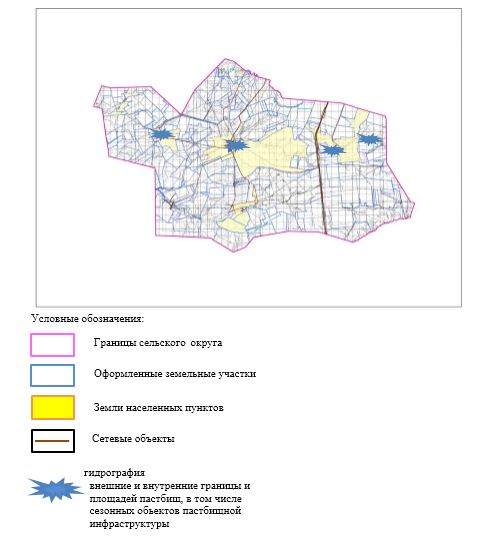 Условные обозначения:
Границы сельского округа
Оформленные земельные участки
Земли населенных пунктов
Сетевые объекты
гидрография
внешние и внутренние границы и
площадей пастбищ, в том числе
сезонных обьектов пастбищной
инфраструктуры